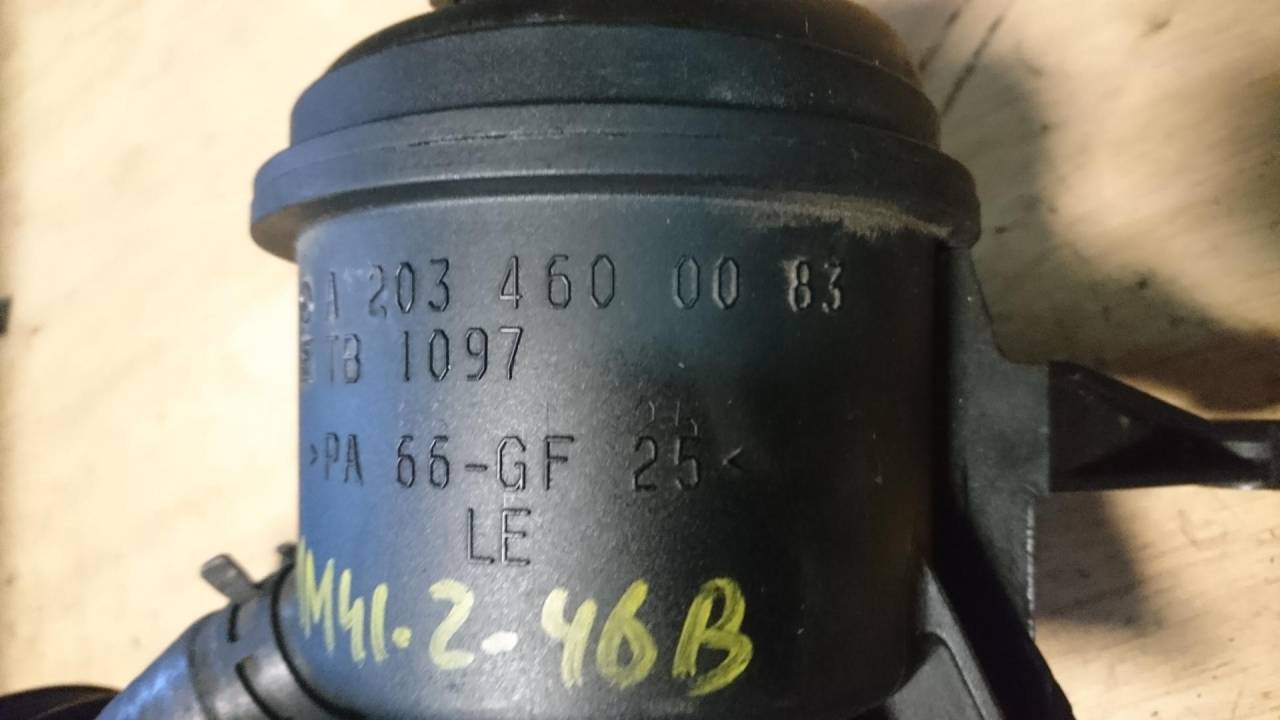 A 203 460 00 83
TB 1097
>PA 66-GF 25<
LE
M41.2-46B